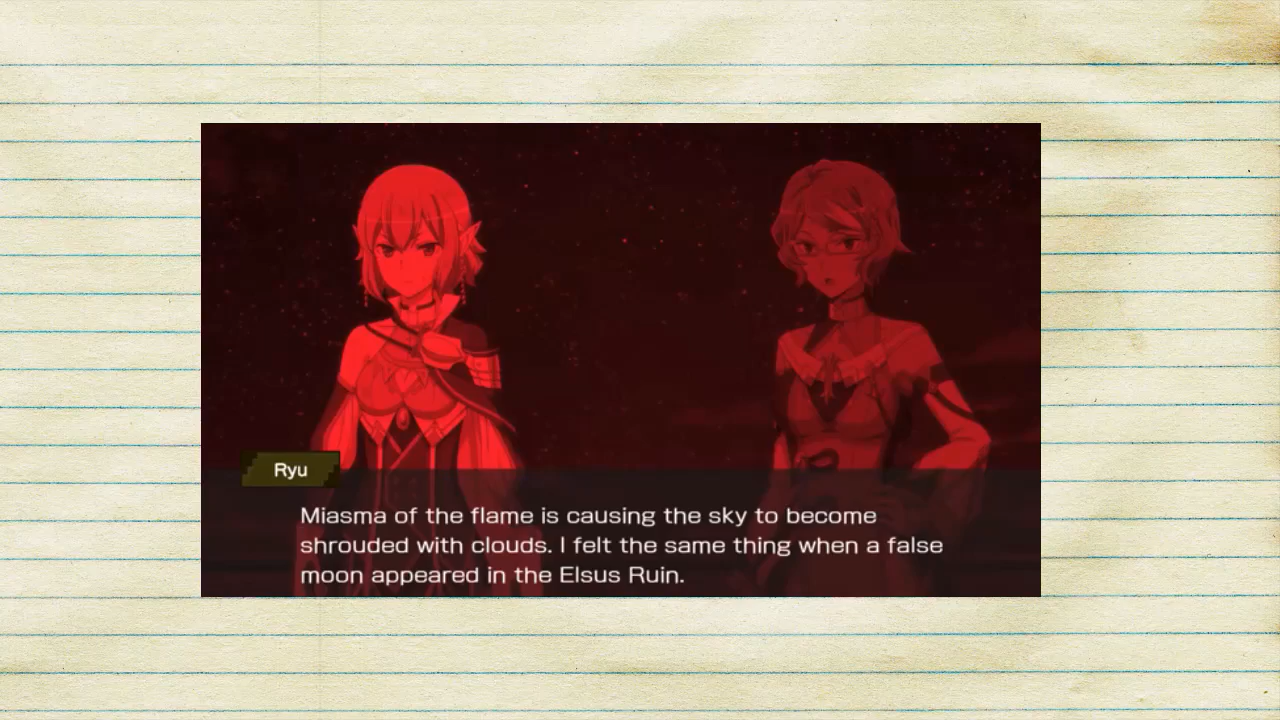 Ryu
Miasma of the flame is causing the sky to become
shrouded with clouds. I felt the same thing when a false
moon appeared in the Elsus Ruin.